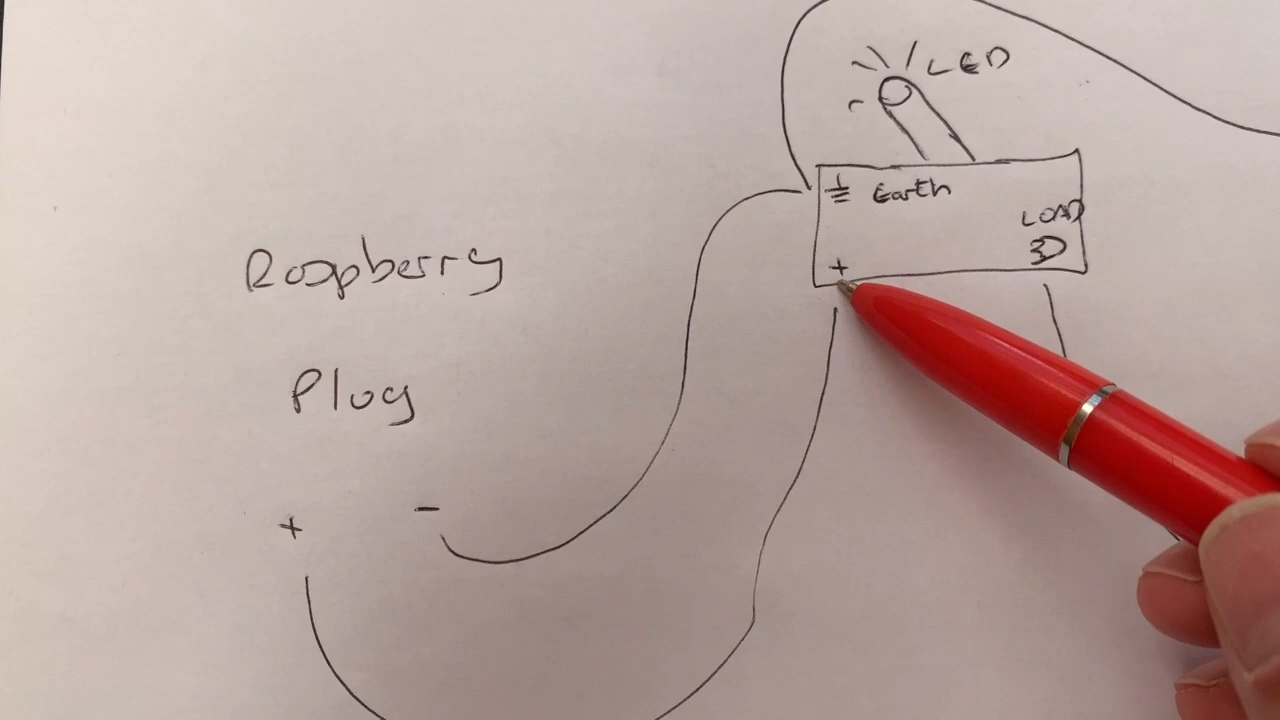 LED
Earth
LOAD
+
Raspberry
Plug
+ -